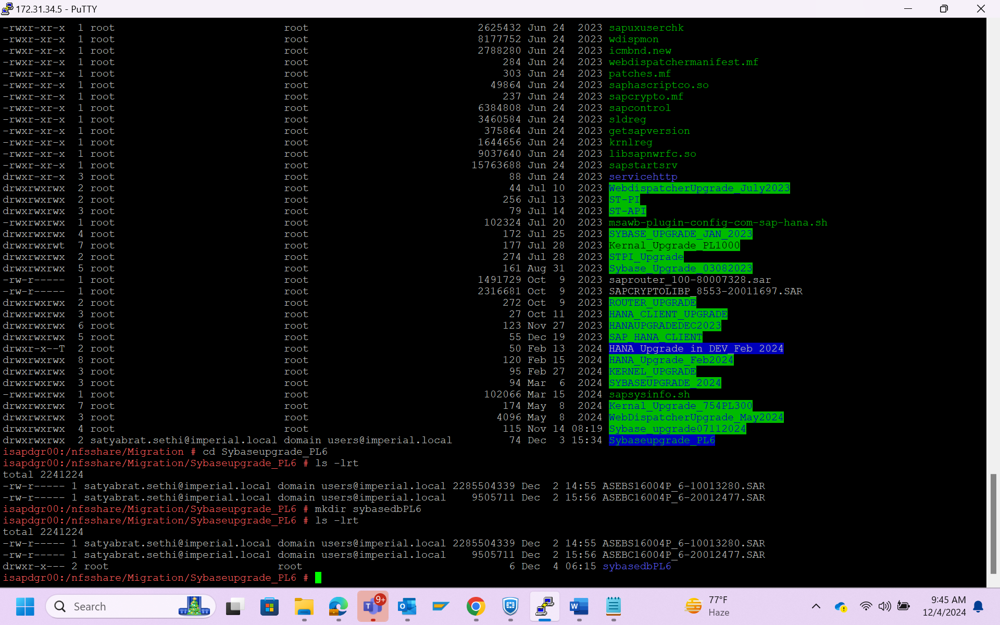 172.31.34.5 - PuTTY
-rwxr-xr-x 1 root root 2625432 Jun 24 2023 sapuxuserchk
-rwxr-xr-x 1 root root 8177752 Jun 24 2023 wdispmon
-rwxr-xr-x 1 root root 2788280 Jun 24 2023 icmbnd.new
-rwxr-xr-x 1 root root 284 Jun 24 2023 webdispatchermanifest.mf
-rwxr-xr-x 1 root root 303 Jun 24 2023 patches.mf
-rwxr-xr-x 1 root root 49864 Jun 24 2023 saphascriptco.so
-rwxr-xr-x 1 root root 237 Jun 24 2023 sapcrypto.mf
-rwxr-xr-x 1 root root 6384808 Jun 24 2023 sapcontrol
-rwxr-xr-x 1 root root 3460584 Jun 24 2023 sldreg
-rwxr-xr-x 1 root root 375864 Jun 24 2023 getsapversion
-rwxr-xr-x 1 root root 1644656 Jun 24 2023 krnlreg
-rwxr-xr-x 1 root root 9037640 Jun 24 2023 libsapnwrfc.so
-rwxr-xr-x 1 root root 15763688 Jun 24 2023 sapstartsrv
drwxr-xr-x 3 root root 88 Jun 24 2023 servicehttp
drwxrwxrwx 2 root root 44 Jul 10 2023 WebdispatcherUpgrade_July2023
drwxrwxrwx 2 root root 256 Jul 13 2023 ST-PI
drwxrwxrwx 3 root root 79 Jul 14 2023 ST-API
-rwxrwxrwx 1 root root 102324 Jul 20 2023 msawb-plugin-config-com-sap-hana.sh
drwxrwxrwx 4 root root 172 Jul 25 2023 SYBASE_UPGRADE_JAN_2023
drwxrwxrwt 7 root root 177 Jul 28 2023 Kernal_Upgrade_PL1000
drwxrwxrwx 2 root root 274 Jul 28 2023 STPI_Upgrade
drwxrwxrwx 5 root root 161 Aug 31 2023 Sybase_Upgrade_03082023
-rw-r----- 1 root root 1491729 Oct 9 2023 saprouter_100-80007328.sar
-rw-r----- 1 root root 2316681 Oct 9 2023 SAPCRYPTOLIBP_8553-20011697.SAR
drwxrwxrwx 2 root root 272 Oct 9 2023 ROUTER_UPGRADE
drwxrwxrwx 3 root root 27 Oct 11 2023 HANA_CLIENT_UPGRADE
drwxrwxrwx 6 root root 123 Nov 27 2023 HANAUPGRADEDEC2023
drwxrwxrwx 5 root root 55 Dec 19 2023 SAP_HANA_CLIENT
drwxr-x--T 2 root root 50 Feb 13 2024 HANA Upgrade in DEV_Feb 2024
drwxrwxrwx 8 root root 120 Feb 15 2024 HANA_Upgrade_Feb2024
drwxrwxrwx 3 root root 95 Feb 27 2024 KERNEL_UPGRADE
drwxrwxrwx 3 root root 94 Mar 6 2024 SYBASEUPGRADE_2024
-rwxrwxrwx 1 root root 102066 Mar 15 2024 sapsysinfo.sh
drwxrwxrwx 7 root root 174 May 8 2024 Kernal_Upgrade_754PL300
drwxrwxrwx 3 root root 4096 May 8 2024 WebDispatcherUpgrade_May2024
drwxrwxrwx 4 root root 115 Nov 14 08:19 Sybase_upgrade07112024
drwxrwxrwx 2 satyabrat.sethi@imperial.local domain users@imperial.local 74 Dec 3 15:34 Sybaseupgrade_PL6
isapdgr00:/nfsshare/Migration # cd Sybaseupgrade_PL6
isapdgr00:/nfsshare/Migration/Sybaseupgrade_PL6 # ls -lrt
total 2241224
-rw-r----- 1 satyabrat.sethi@imperial.local domain users@imperial.local 2285504339 Dec 2 14:55 ASEBS16004P_6-10013280.SAR
-rw-r----- 1 satyabrat.sethi@imperial.local domain users@imperial.local 9505711 Dec 2 15:56 ASEBC16004P_6-20012477.SAR
isapdgr00:/nfsshare/Migration/Sybaseupgrade_PL6 # mkdir sybasedbPL6
isapdgr00:/nfsshare/Migration/Sybaseupgrade_PL6 # ls -lrt
total 2241224
-rw-r----- 1 satyabrat.sethi@imperial.local domain users@imperial.local 2285504339 Dec 2 14:55 ASEBS16004P_6-10013280.SAR
-rw-r----- 1 satyabrat.sethi@imperial.local domain users@imperial.local 9505711 Dec 2 15:56 ASEBC16004P_6-20012477.SAR
drwxr-x--- 2 root root 6 Dec 4 06:15 sybasedbPL6
isapdgr00:/nfsshare/Migration/Sybaseupgrade_PL6 #
Search
9+
77°F
Haze
9:45 AM
12/4/2024